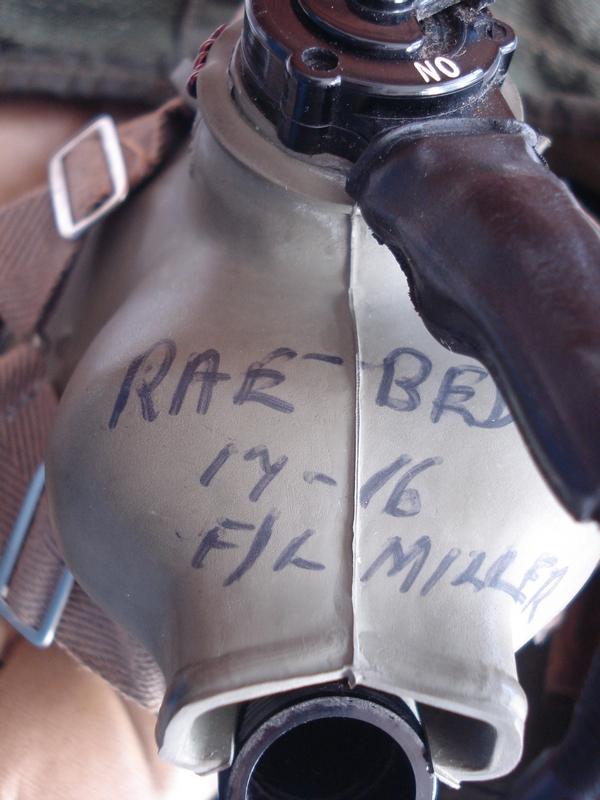 NO
RAE-BED
17-16
F/L MILLER